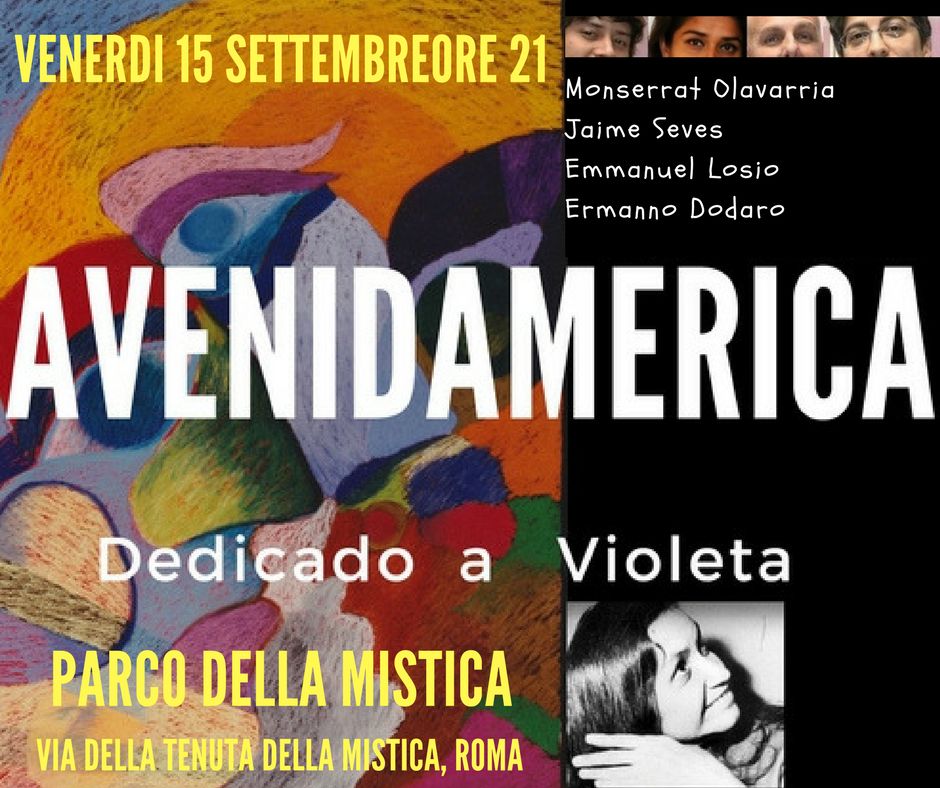 VENERDI 15 SETTEMBREORE 21
Monserrat Olavarria
Jaime Seves
Emmanuel Losio
Ermanno Dodaro
AVENIDAMERICA
Dedicado a Violeta
PARCO DELLA MISTICA
VIA DELLA TENUTA DELLA MISTICA, ROMA